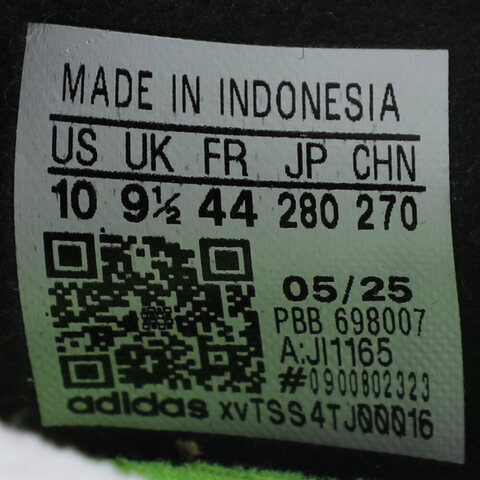 MADE IN INDONESIA
US UK FR JP CHN
10 9½ 44 280 270
05/25
PBB 698007
A:JI1165
#0900802323
adidas XVTSS4TJ00016